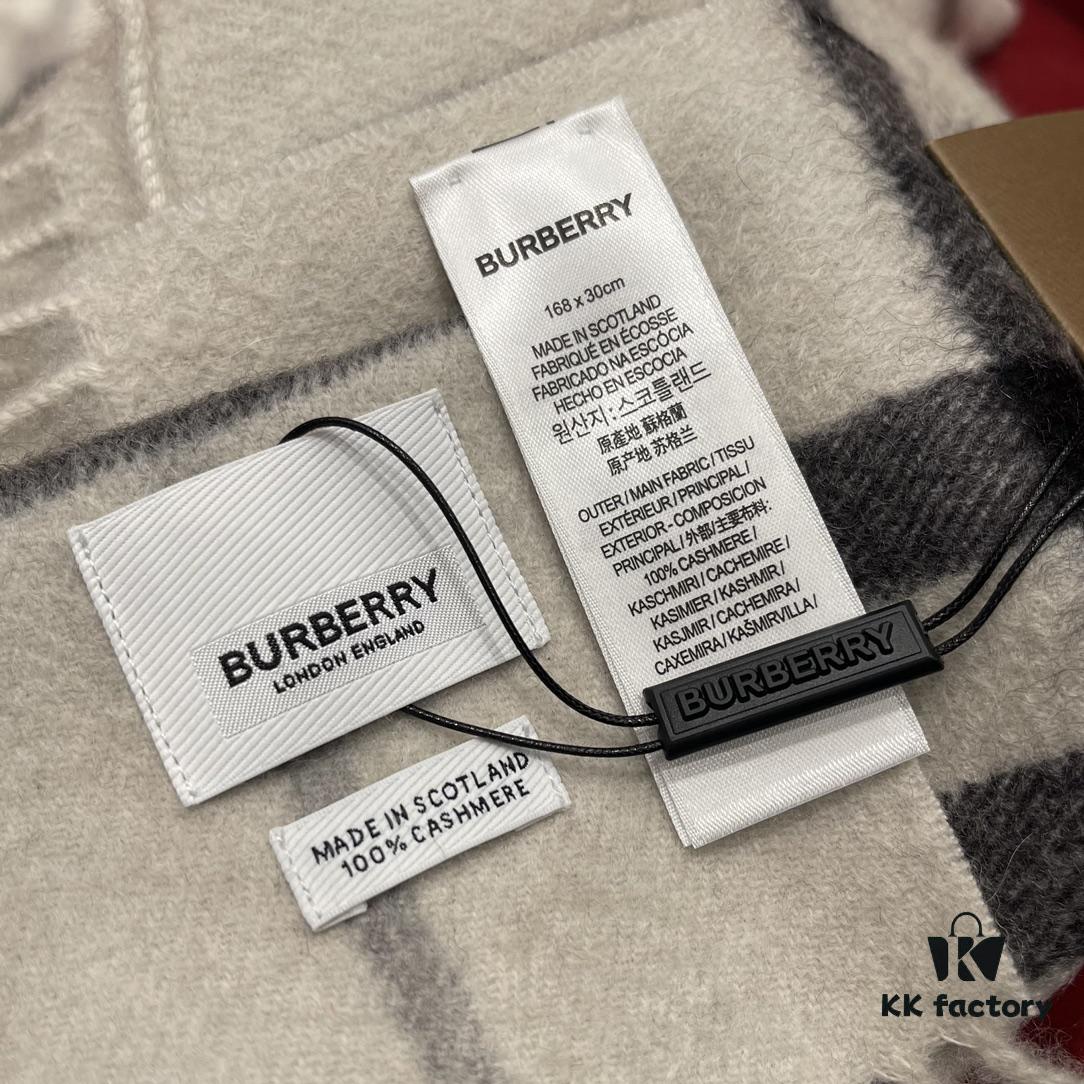 BURBERRY
168 x 30cm
MADE IN SCOTLAND
FABRIQUÉ EN ÉCOSSE
FABRICADO NA ESCÓCIA
HECHO EN ESCOCIA
원산지 : 스코틀랜드
原產地 蘇格蘭
原产地 苏格兰
OUTER / MAIN FABRIC / TISSU
EXTÉRIEUR / PRINCIPAL /
EXTERIOR - COMPOSICION
PRINCIPAL / 外部/主要布料:
100% CASHMERE /
KASCHMIRI / CACHEMIRE /
KASIMIER / KASHMIR /
KASJMIR / CACHEMIRA /
CAXEMIRA / KAŠMIRVILLA /
BURBERRY
BURBERRY
LONDON ENGLAND
MADE IN SCOTLAND
100% CASHMERE
KK factory